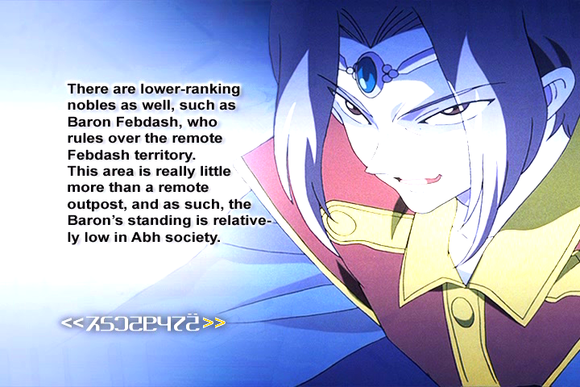 There are lower-ranking
nobles as well, such as
Baron Febdash, who
rules over the remote
Febdash territory.
This area is really little
more than a remote
outpost, and as such, the
Baron's standing is relative-
ly low in Abh society.
<< >>